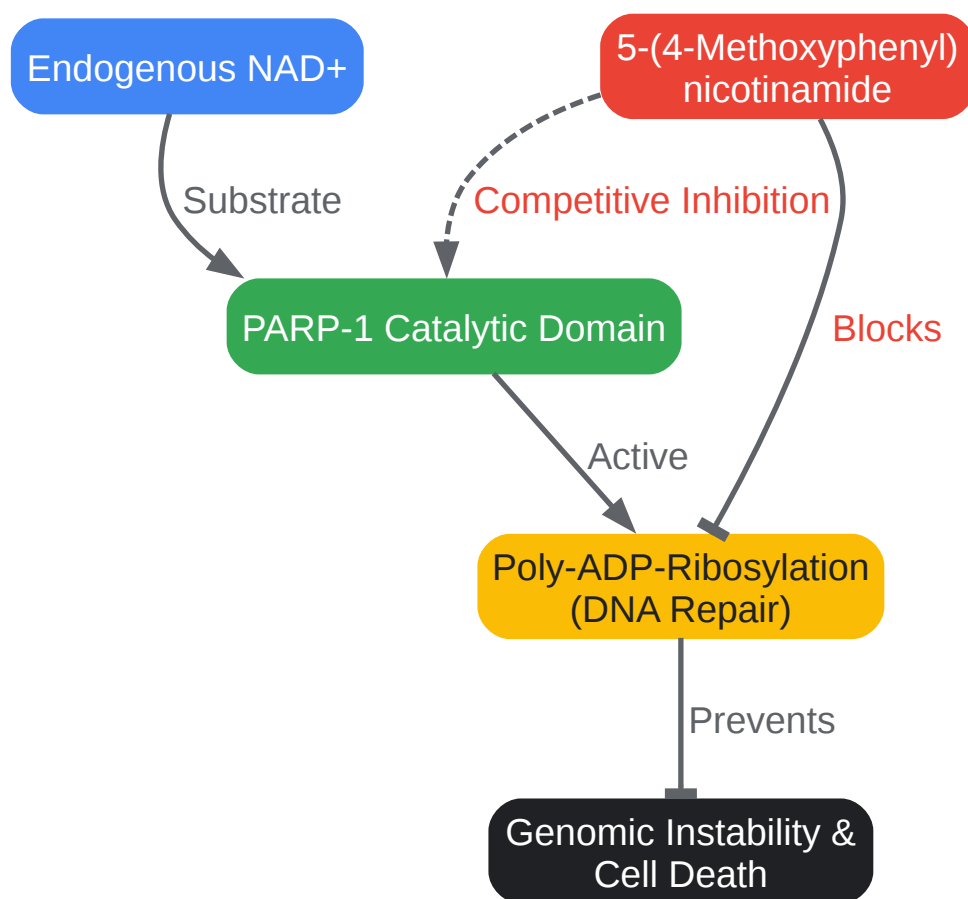 Endogenous NAD+
5-(4-Methoxyphenyl)
nicotinamide
Substrate
Competitive Inhibition
PARP-1 Catalytic Domain
Blocks
Active
Poly-ADP-Ribosylation
(DNA Repair)
Prevents
Genomic Instability &
Cell Death